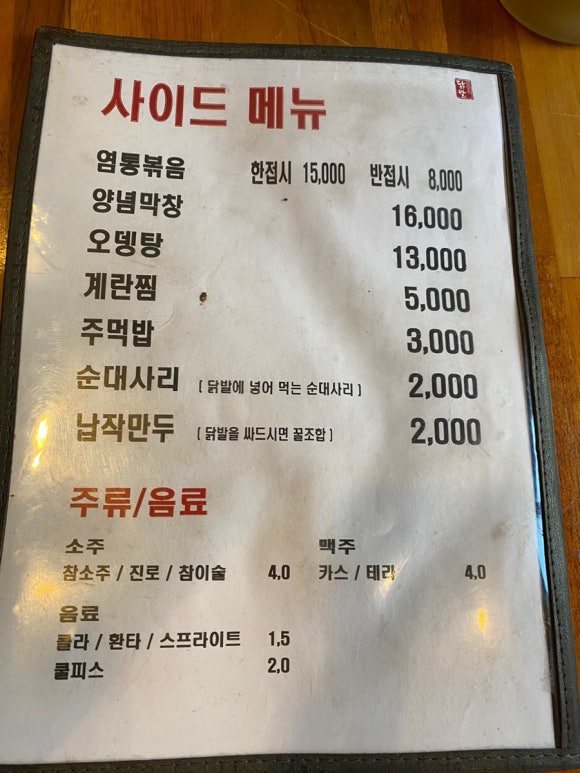 닭발
사이드 메뉴
염통볶음 한접시 15,000 반접시 8,000
양념막창 16,000
오뎅탕 13,000
계란찜 5,000
주먹밥 3,000
순대사리 ( 닭발에 넣어 먹는 순대사리 ) 2,000
납작만두 ( 닭발을 싸드시면 꿀조합 ) 2,000
주류/음료
소주 맥주
참소주 / 진로 / 참이슬 4,0 카스 / 테라 4,0
음료
콜라 / 환타 / 스프라이트 1,5
쿨피스 2,0